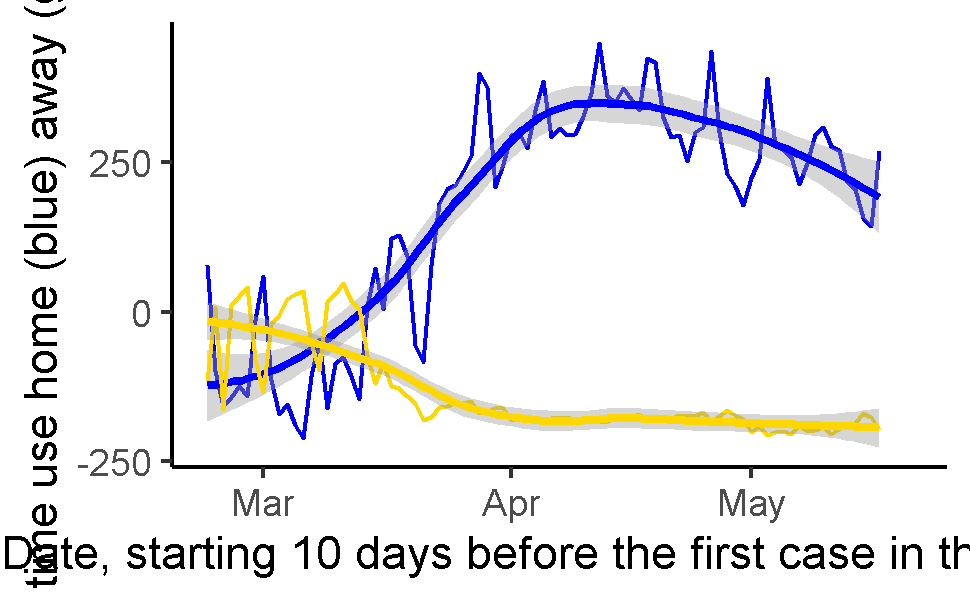 time use home (blue) away (
250
0
-250
Mar Apr May
Date, starting 10 days before the first case in th